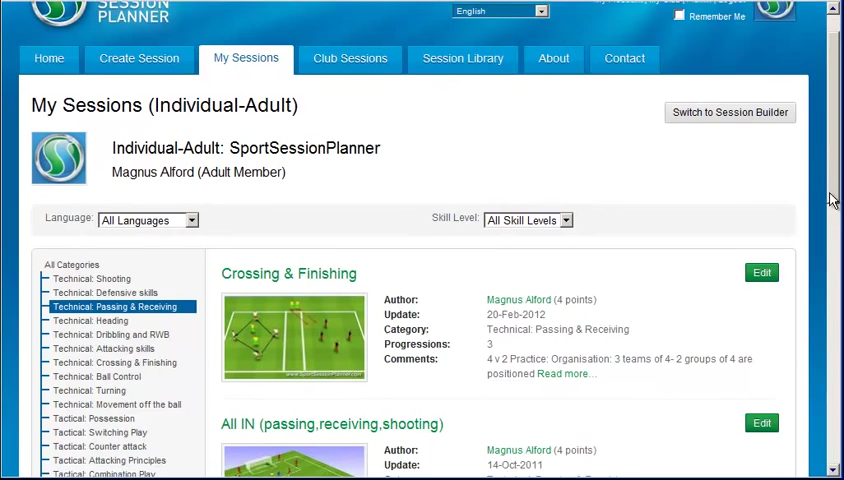 SESSION
PLANNER
English
Remember Me
Home
Create Session
My Sessions
Club Sessions
Session Library
About
Contact
My Sessions (Individual-Adult)
Switch to Session Builder
Individual-Adult: SportSessionPlanner
Magnus Alford (Adult Member)
Language: All Languages
Skill Level: All Skill Levels
All Categories
Technical: Shooting
Technical: Defensive skills
Technical: Passing & Receiving
Technical: Heading
Technical: Dribbling and RWB
Technical: Attacking skills
Technical: Crossing & Finishing
Technical: Ball Control
Technical: Turning
Technical: Movement off the ball
Tactical: Possession
Tactical: Switching Play
Tactical: Counter attack
Tactical: Attacking Principles
Tactical: Combination Play
Crossing & Finishing
Edit
www.SportSessionPlanner.com
Author: Magnus Alford (4 points)
Update: 20-Feb-2012
Category: Technical: Passing & Receiving
Progressions: 3
Comments: 4 v 2 Practice: Organisation: 3 teams of 4- 2 groups of 4 are
positioned Read more...
All IN (passing,receiving,shooting)
Edit
Author: Magnus Alford (4 points)
Update: 14-Oct-2011